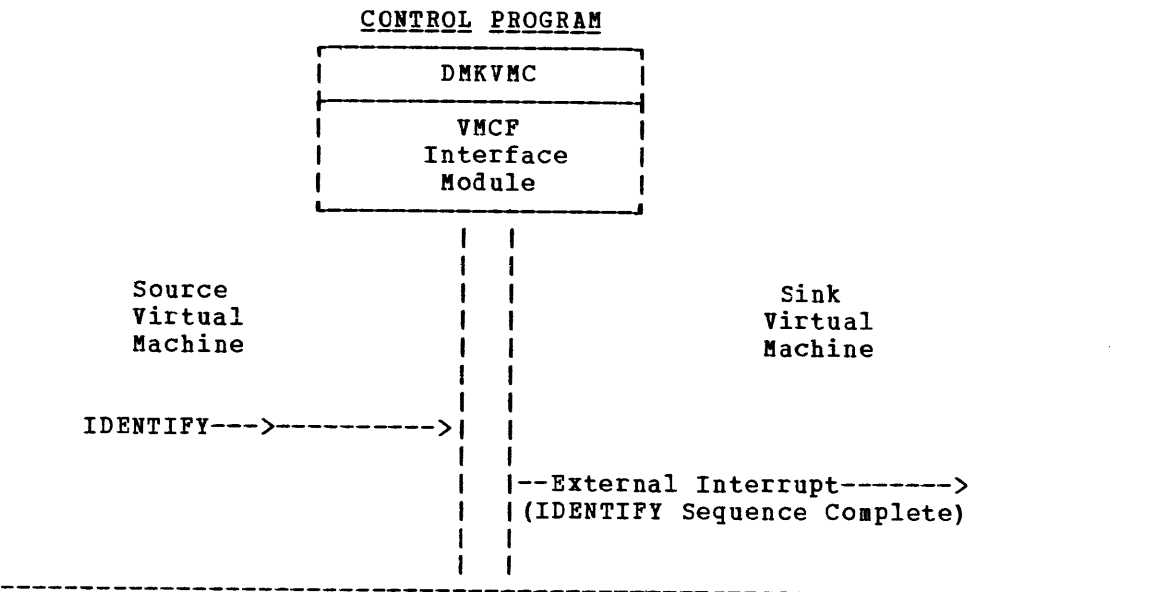 CONTROL PROGRAM
DMKVMC
VMCF
Interface
Module
Source
Virtual
Machine
Sink
Virtual
Machine
IDENTIFY--->----------->
--External Interrupt------->
(IDENTIFY Sequence Complete)